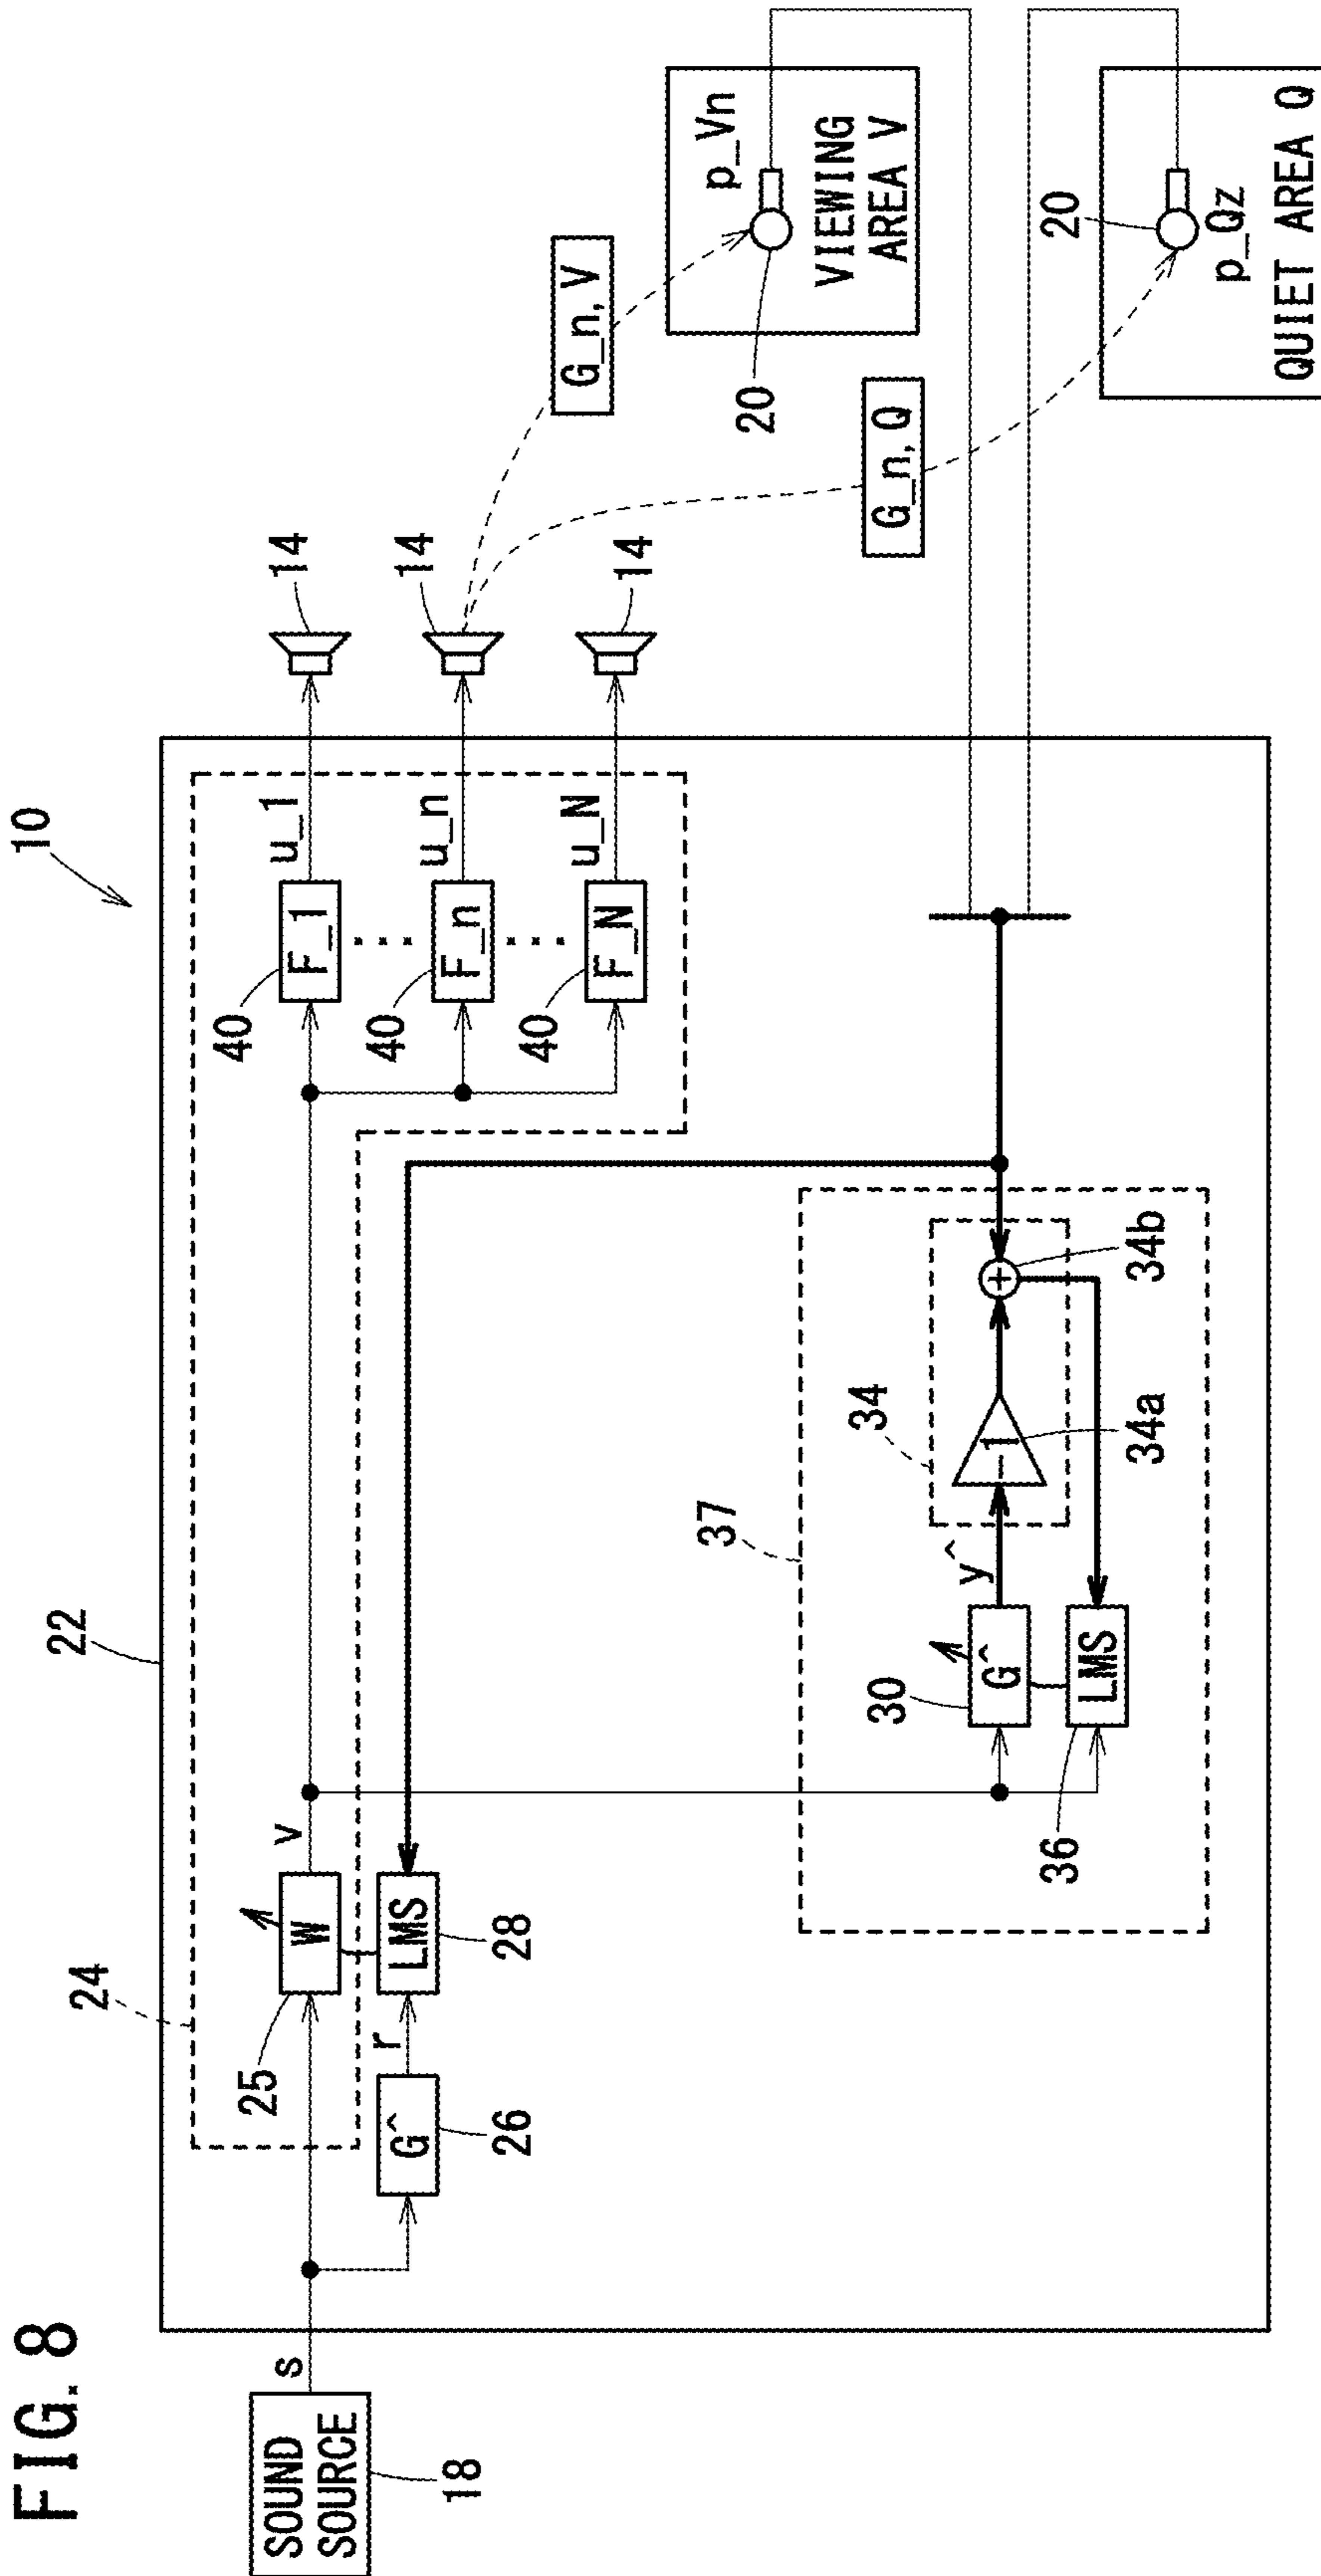 FIG. 8
10
22
24
SOUND
SOURCE
18
s
25
W
v
G^
26
r
LMS
28
40
F_1
u_1
14
40
F_n
u_n
14
40
F_N
u_N
14
G_n, V
G_n, Q
p_Vn
20
VIEWING
AREA V
20
p_Qz
QUIET AREA Q
37
30
G^
y^
34
-1
34a
+
34b
36
LMS